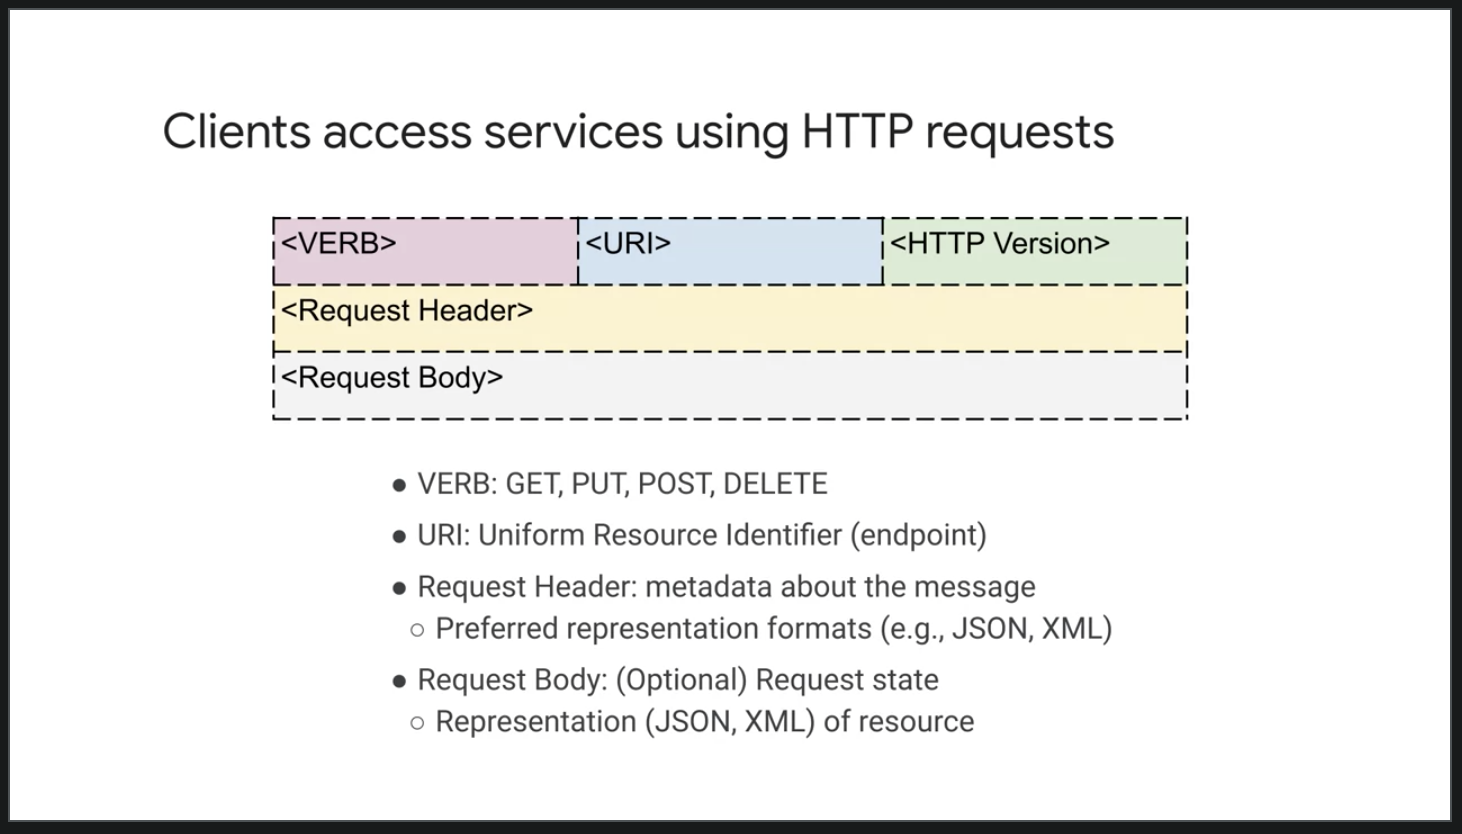 Clients access services using HTTP requests
<VERB> <URI> <HTTP Version>
<Request Header>
<Request Body>
● VERB: GET, PUT, POST, DELETE
● URI: Uniform Resource Identifier (endpoint)
● Request Header: metadata about the message
○ Preferred representation formats (e.g., JSON, XML)
● Request Body: (Optional) Request state
○ Representation (JSON, XML) of resource